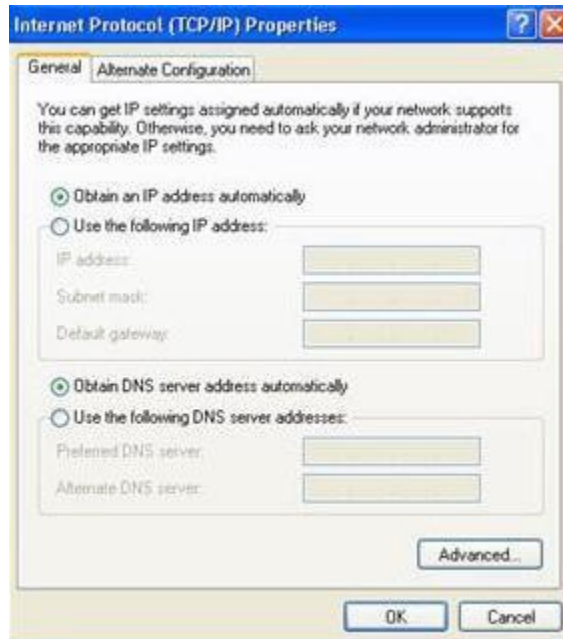 Internet Protocol (TCP/IP) Properties
General
Alternate Configuration
You can get IP settings assigned automatically if your network supports
this capability. Otherwise, you need to ask your network administrator for
the appropriate IP settings.
Obtain an IP address automatically
Use the following IP address:
IP address:
Subnet mask:
Default gateway:
Obtain DNS server address automatically
Use the following DNS server addresses:
Preferred DNS server:
Alternate DNS server:
Advanced...
OK
Cancel